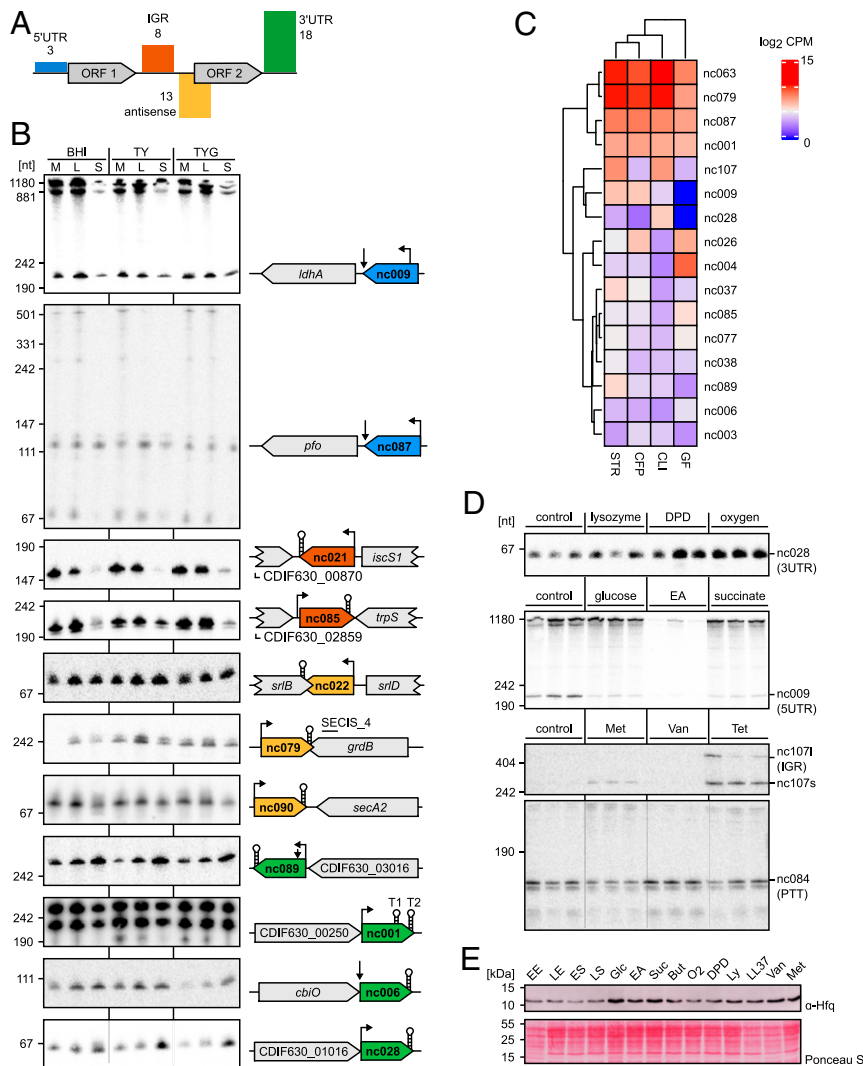 A
5'UTR
3
ORF 1
IGR
8
13
antisense
ORF 2
3'UTR
18
B
BHI TY TYG
[nt] M L S M L S M L S
1180
881
242
190
ldhA nc009
501
331
242
147
111
67
pfo nc087
190
147
nc021 iscS1
CDIF630_00870
242
190
nc085 trpS
CDIF630_02859
67
srlB nc022 srlD
242
SECIS_4
nc079 grdB
67
nc090 secA2
242
nc089 CDIF630_03016
242
190
T1 T2
CDIF630_00250 nc001
111
cbiO nc006
67
CDIF630_01016 nc028
C
log2 CPM
15
0
nc063
nc079
nc087
nc001
nc107
nc009
nc028
nc026
nc004
nc037
nc085
nc077
nc038
nc089
nc006
nc003
STR CFP CLI GF
D
[nt] control lysozyme DPD oxygen
67
nc028
(3UTR)
control glucose EA succinate
1180
242
190
nc009
(5UTR)
control Met Van Tet
404
242
nc107l
(IGR)
nc107s
190
nc084
(PTT)
E
[kDa] EE LE ES LS Glc EA Suc But O2 DPD Ly LL37 Van Met
15
10
α-Hfq
55
25
15
Ponceau S